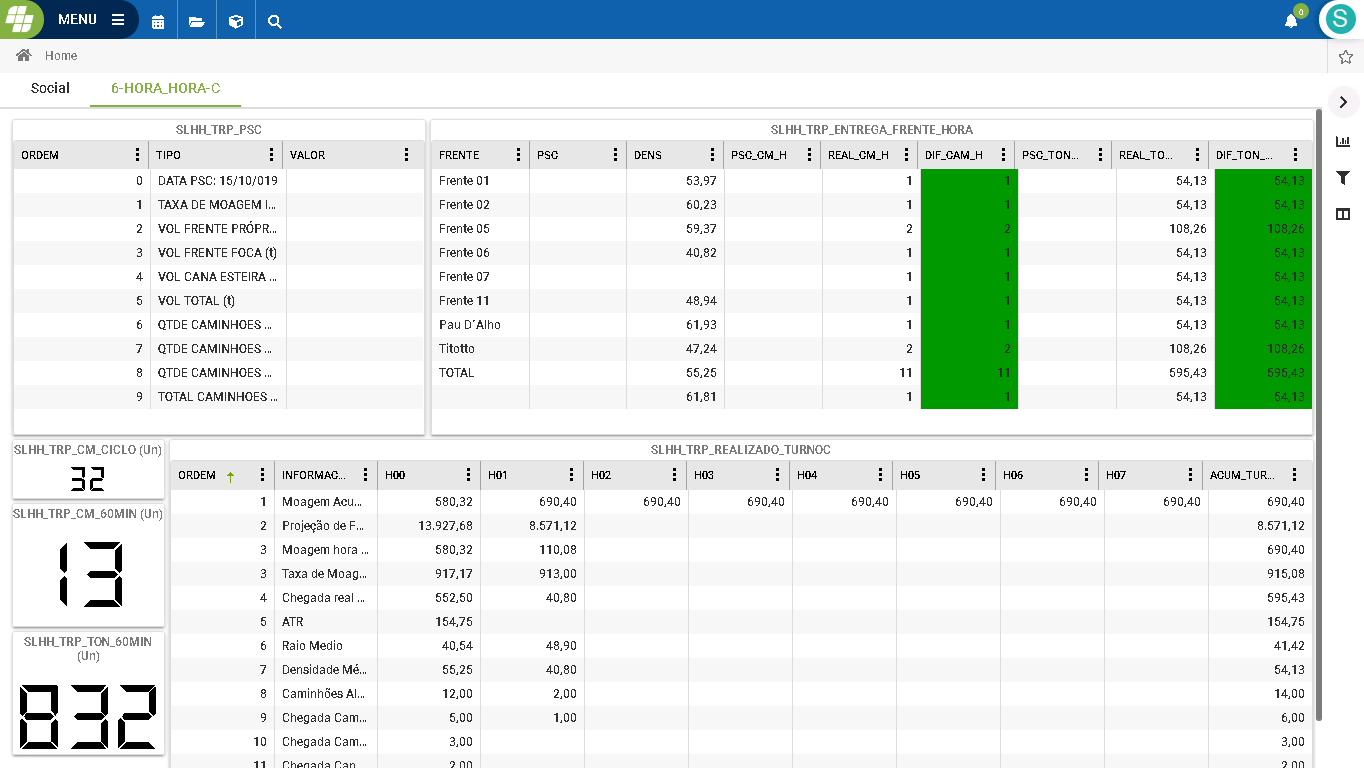 MENU
0
S
Home
Social 6-HORA_HORA-C
SLHH_TRP_PSC
ORDEM TIPO VALOR
0 DATA PSC: 15/10/019
1 TAXA DE MOAGEM I...
2 VOL FRENTE PRÓPR...
3 VOL FRENTE FOCA (t)
4 VOL CANA ESTEIRA ...
5 VOL TOTAL (t)
6 QTDE CAMINHOES ...
7 QTDE CAMINHOES ...
8 QTDE CAMINHOES ...
9 TOTAL CAMINHOES ...
SLHH_TRP_ENTREGA_FRENTE_HORA
FRENTE PSC DENS PSC_CM_H REAL_CM_H DIF_CAM_H PSC_TON... REAL_TO... DIF_TON_...
Frente 01 53,97 1 1 54,13 54,13
Frente 02 60,23 1 1 54,13 54,13
Frente 05 59,37 2 2 108,26 108,26
Frente 06 40,82 1 1 54,13 54,13
Frente 07 1 1 54,13 54,13
Frente 11 48,94 1 1 54,13 54,13
Pau D´Alho 61,93 1 1 54,13 54,13
Titotto 47,24 2 2 108,26 108,26
TOTAL 55,25 11 11 595,43 595,43
61,81 1 1 54,13 54,13
SLHH_TRP_CM_CICLO (Un)
32
SLHH_TRP_CM_60MIN (Un)
13
SLHH_TRP_TON_60MIN
(Un)
832
SLHH_TRP_REALIZADO_TURNOC
ORDEM INFORMAC... H00 H01 H02 H03 H04 H05 H06 H07 ACUM_TUR...
1 Moagem Acu... 580,32 690,40 690,40 690,40 690,40 690,40 690,40 690,40 690,40
2 Projeção de F... 13.927,68 8.571,12 8.571,12
3 Moagem hora ... 580,32 110,08 690,40
3 Taxa de Moag... 917,17 913,00 915,08
4 Chegada real ... 552,50 40,80 595,43
5 ATR 154,75 154,75
6 Raio Medio 40,54 48,90 41,42
7 Densidade Mé... 55,25 40,80 54,13
8 Caminhões Al... 12,00 2,00 14,00
9 Chegada Cam... 5,00 1,00 6,00
10 Chegada Cam... 3,00 3,00
11 Chegada Can... 2,00 2,00